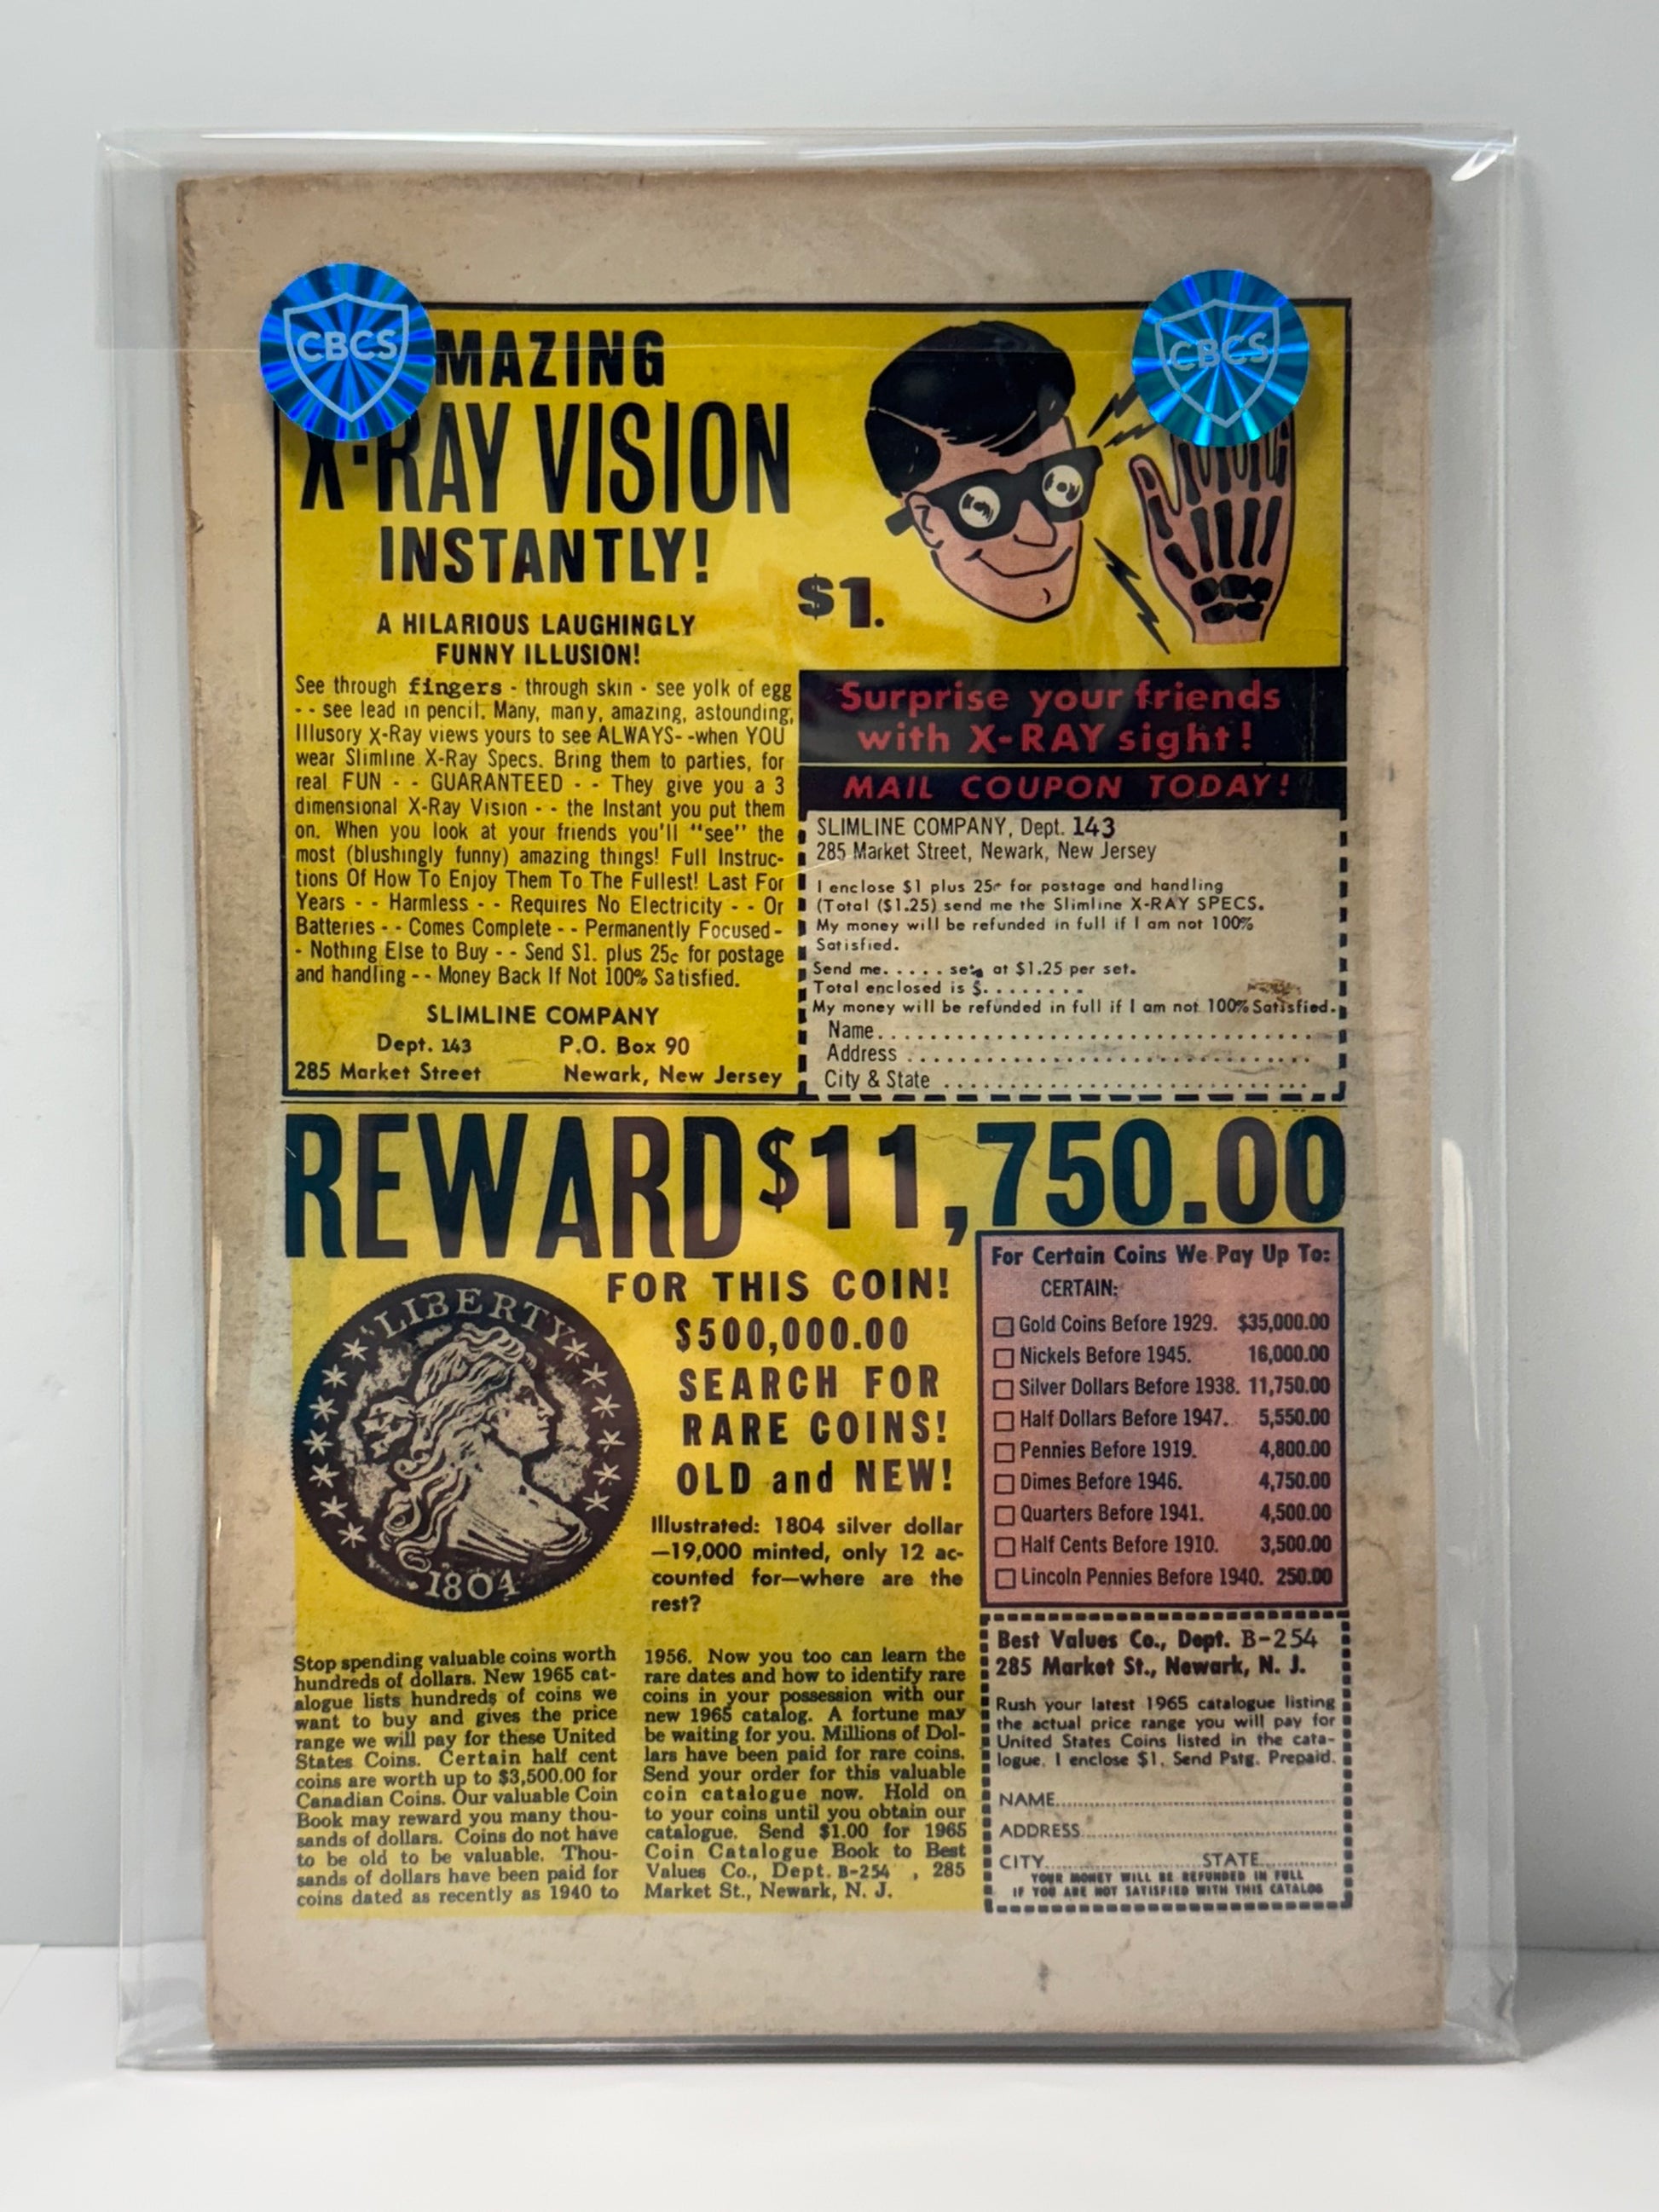 CBCS
CBCS
MAZING
X-RAY VISION
INSTANTLY!
A HILARIOUS LAUGHINGLY
FUNNY ILLUSION!
$1.
See through fingers - through skin - see yolk of egg
- - see lead in pencil. Many, many, amazing, astounding,
Illusory X-Ray views yours to see ALWAYS- -when YOU
wear Slimline X-Ray Specs. Bring them to parties, for
real FUN - - GUARANTEED - - They give you a 3
dimensional X-Ray Vision - - the Instant you put them
on. When you look at your friends you'll "see" the
most (blushingly funny) amazing things! Full Instruc-
tions Of How To Enjoy Them To The Fullest! Last For
Years - - Harmless - - Requires No Electricity - - Or
Batteries - - Comes Complete - - Permanently Focused-
- Nothing Else to Buy - - Send $1. plus 25c for postage
and handling - - Money Back If Not 100% Satisfied.
SLIMLINE COMPANY
Dept. 143 P.O. Box 90
285 Market Street Newark, New Jersey
Surprise your friends
with X-RAY sight!
MAIL COUPON TODAY!
SLIMLINE COMPANY, Dept. 143
285 Market Street, Newark, New Jersey
I enclose $1 plus 25¢ for postage and handling
(Total ($1.25) send me the Slimline X-RAY SPECS.
My money will be refunded in full if I am not 100%
Satisfied.
Send me..... sets at $1.25 per set.
Total enclosed is $........
My money will be refunded in full if I am not 100% Satisfied.
Name
Address
City & State
REWARD $11,750.00
FOR THIS COIN!
$500,000.00
SEARCH FOR
RARE COINS!
OLD and NEW!
LIBERTY
1804
Illustrated: 1804 silver dollar
—19,000 minted, only 12 ac-
counted for—where are the
rest?
Stop spending valuable coins worth
hundreds of dollars. New 1965 cat-
alogue lists hundreds of coins we
want to buy and gives the price
range we will pay for these United
States Coins. Certain half cent
coins are worth up to $3,500.00 for
Canadian Coins. Our valuable Coin
Book may reward you many thou-
sands of dollars. Coins do not have
to be old to be valuable. Thou-
sands of dollars have been paid for
coins dated as recently as 1940 to
1956. Now you too can learn the
rare dates and how to identify rare
coins in your possession with our
new 1965 catalog. A fortune may
be waiting for you. Millions of Dol-
lars have been paid for rare coins.
Send your order for this valuable
coin catalogue now. Hold on
to your coins until you obtain our
catalogue. Send $1.00 for 1965
Coin Catalogue Book to Best
Values Co., Dept. B-254 , 285
Market St., Newark, N. J.
For Certain Coins We Pay Up To:
CERTAIN:
Gold Coins Before 1929. $35,000.00
Nickels Before 1945. 16,000.00
Silver Dollars Before 1938. 11,750.00
Half Dollars Before 1947. 5,550.00
Pennies Before 1919. 4,800.00
Dimes Before 1946. 4,750.00
Quarters Before 1941. 4,500.00
Half Cents Before 1910. 3,500.00
Lincoln Pennies Before 1940. 250.00
Best Values Co., Dept. B-254
285 Market St., Newark, N. J.
Rush your latest 1965 catalogue listing
the actual price range you will pay for
United States Coins listed in the cata-
logue. I enclose $1. Send Pstg. Prepaid.
NAME
ADDRESS
CITY STATE
YOUR MONEY WILL BE REFUNDED IN FULL
IF YOU ARE NOT SATISFIED WITH THIS CATALOG